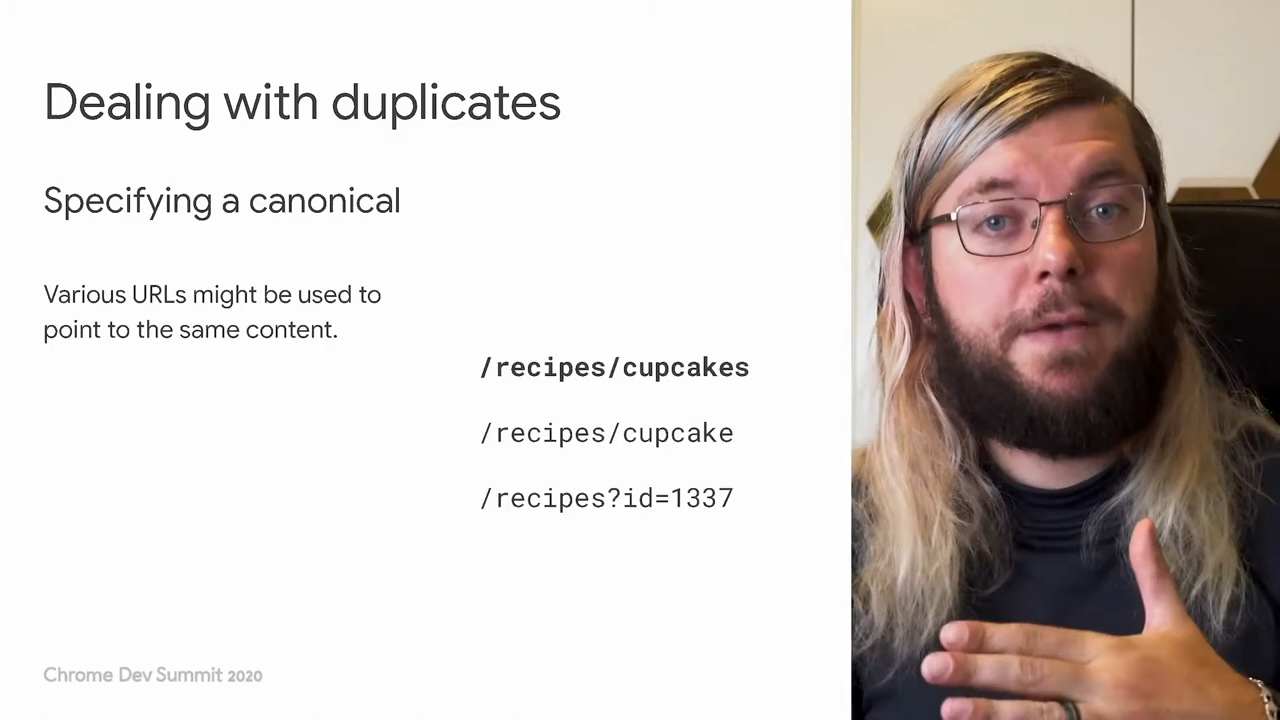 Dealing with duplicates
Specifying a canonical
Various URLs might be used to
point to the same content.
/recipes/cupcakes
/recipes/cupcake
/recipes?id=1337
Chrome Dev Summit 2020